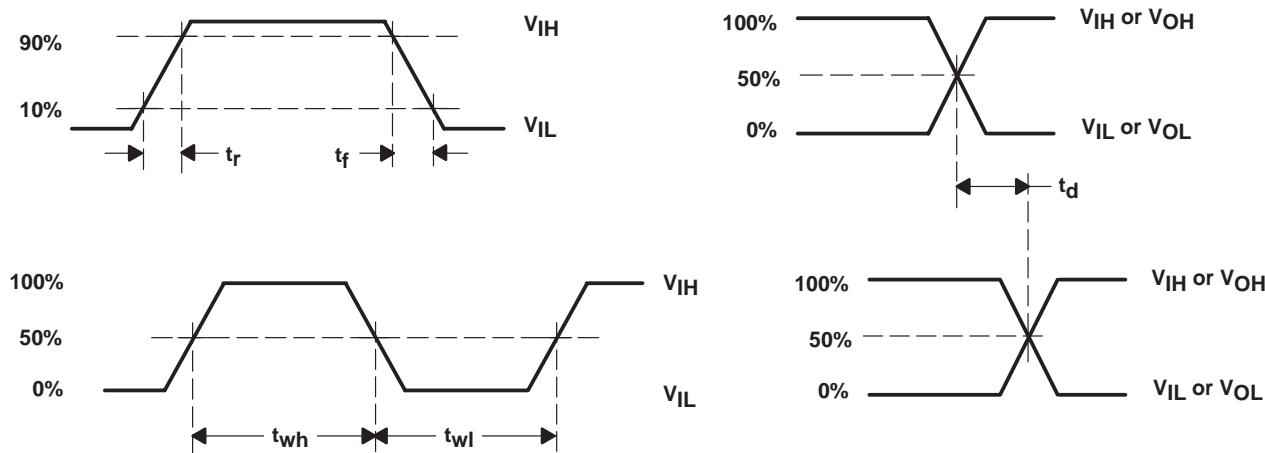 90%
10%
VIH
VIL
tr
tf
100%
50%
0%
VIH or VOH
VIL or VOL
td
100%
50%
0%
VIH
VIL
twh
twl
100%
50%
0%
VIH or VOH
VIL or VOL